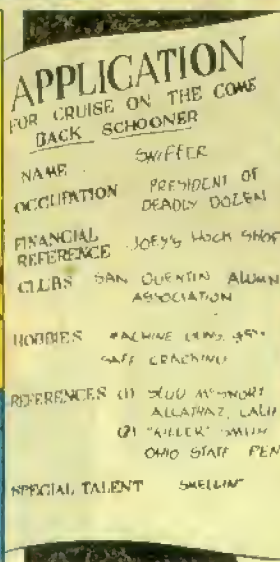 APPLICATION
FOR CRUISE ON THE COME
BACK SCHOONER
NAME SWIFFER
OCCUPATION PRESIDENT OF
DEADLY DOZEN
FINANCIAL
REFERENCE JOEY'S HOCK SHOP
CLUBS SAN QUENTIN ALUMNI
ASSOCIATION
HOBBIES MACHINE GUNS
SAFE CRACKING
REFERENCES (1)
ALCATRAZ, CALIF
(2) "KILLER" SMITH
OHIO STATE PEN
SPECIAL TALENT SMELLIN'